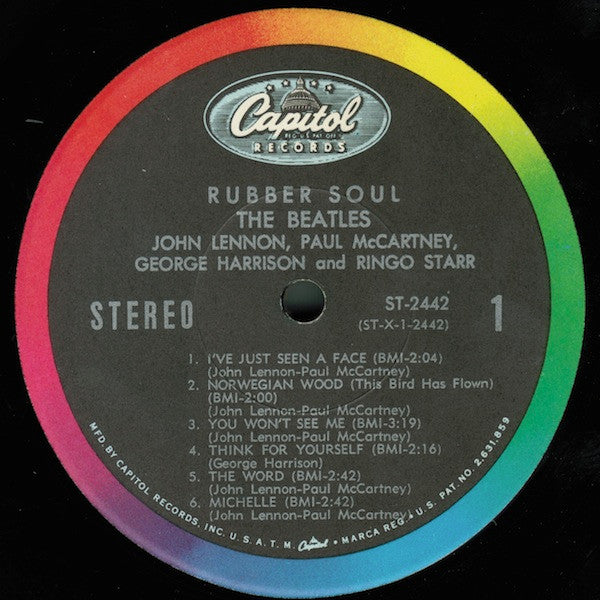 Capitol
REG. U.S. PAT. OFF.
RECORDS
RUBBER SOUL
THE BEATLES
JOHN LENNON, PAUL McCARTNEY,
GEORGE HARRISON and RINGO STARR
STEREO
ST-2442
(ST-X-1-2442)
1
1. I'VE JUST SEEN A FACE (BMI-2:04)
(John Lennon-Paul McCartney)
2. NORWEGIAN WOOD (This Bird Has Flown)
(BMI-2:00)
(John Lennon-Paul McCartney)
3. YOU WON'T SEE ME (BMI-3:19)
(John Lennon-Paul McCartney)
4. THINK FOR YOURSELF (BMI-2:16)
(George Harrison)
5. THE WORD (BMI-2:42)
(John Lennon-Paul McCartney)
6. MICHELLE (BMI-2:42)
(John Lennon-Paul McCartney)
MFD. BY CAPITOL RECORDS, INC. U.S.A. T.M. Capitol • MARCA REG. • U.S. PAT. NO. 2,631,859